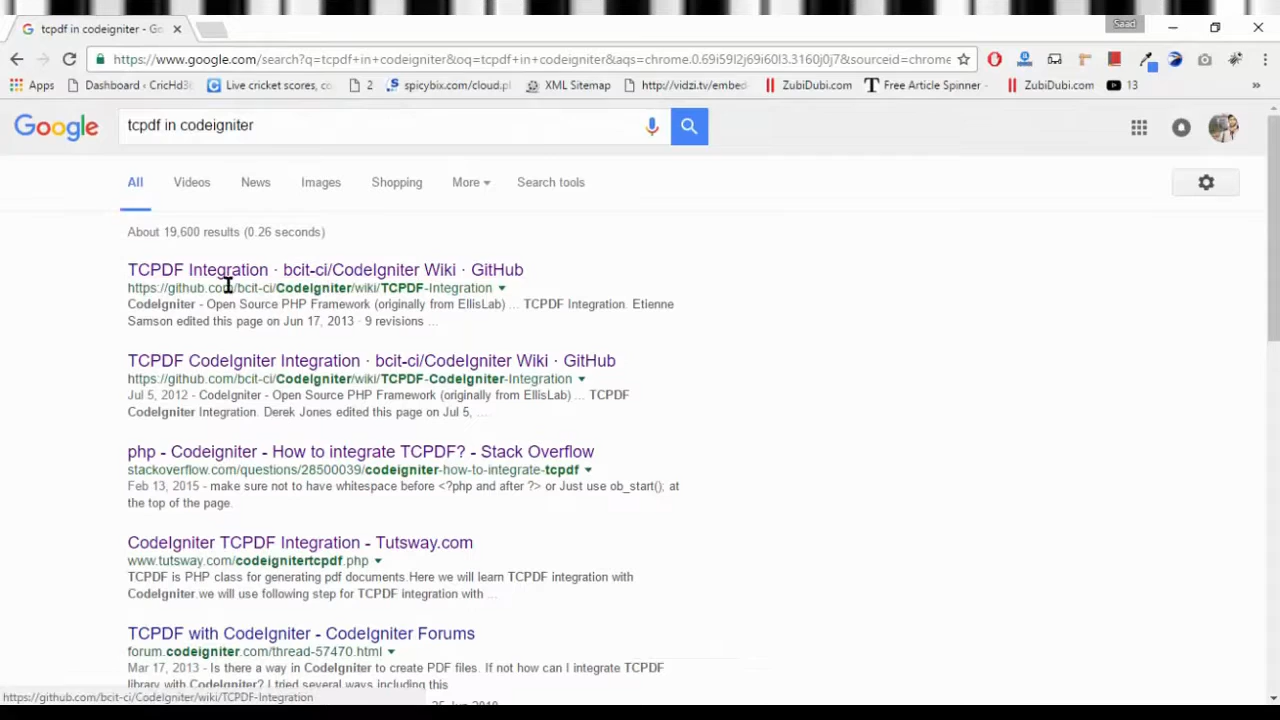 tcpdf in codeigniter - Go
Saad
https://www.google.com/search?q=tcpdf+in+codeigniter&oq=tcpdf+in+codeigniter&aqs=chrome.0.69i59l2j69i60l3.3160j0j7&sourceid=chrome
Apps Dashboard - CricHd3 Live cricket scores, co 2 spicybix.com/cloud.pl XML Sitemap http://vidzi.tv/embed- ZubiDubi.com Free Article Spinner - ZubiDubi.com 13 »
Google tcpdf in codeigniter
All Videos News Images Shopping More Search tools
About 19,600 results (0.26 seconds)
TCPDF Integration · bcit-ci/CodeIgniter Wiki · GitHub
https://github.com/bcit-ci/CodeIgniter/wiki/TCPDF-Integration
CodeIgniter - Open Source PHP Framework (originally from EllisLab) ... TCPDF Integration. Etienne
Samson edited this page on Jun 17, 2013 · 9 revisions ...
TCPDF CodeIgniter Integration · bcit-ci/CodeIgniter Wiki · GitHub
https://github.com/bcit-ci/CodeIgniter/wiki/TCPDF-CodeIgniter-Integration
Jul 5, 2012 - CodeIgniter - Open Source PHP Framework (originally from EllisLab) ... TCPDF
CodeIgniter Integration. Derek Jones edited this page on Jul 5, ...
php - Codeigniter - How to integrate TCPDF? - Stack Overflow
stackoverflow.com/questions/28500039/codeigniter-how-to-integrate-tcpdf
Feb 13, 2015 - make sure not to have whitespace before <?php and after ?> or Just use ob_start(); at
the top of the page.
CodeIgniter TCPDF Integration - Tutsway.com
www.tutsway.com/codeignitertcpdf.php
TCPDF is PHP class for generating pdf documents.Here we will learn TCPDF integration with
CodeIgniter.we will use following step for TCPDF integration with ...
TCPDF with CodeIgniter - CodeIgniter Forums
forum.codeigniter.com/thread-57470.html
Mar 17, 2013 - Is there a way in CodeIgniter to create PDF files. If not how can I integrate TCPDF
library with CodeIgniter? I tried several ways including this
https://github.com/bcit-ci/CodeIgniter/wiki/TCPDF-Integration